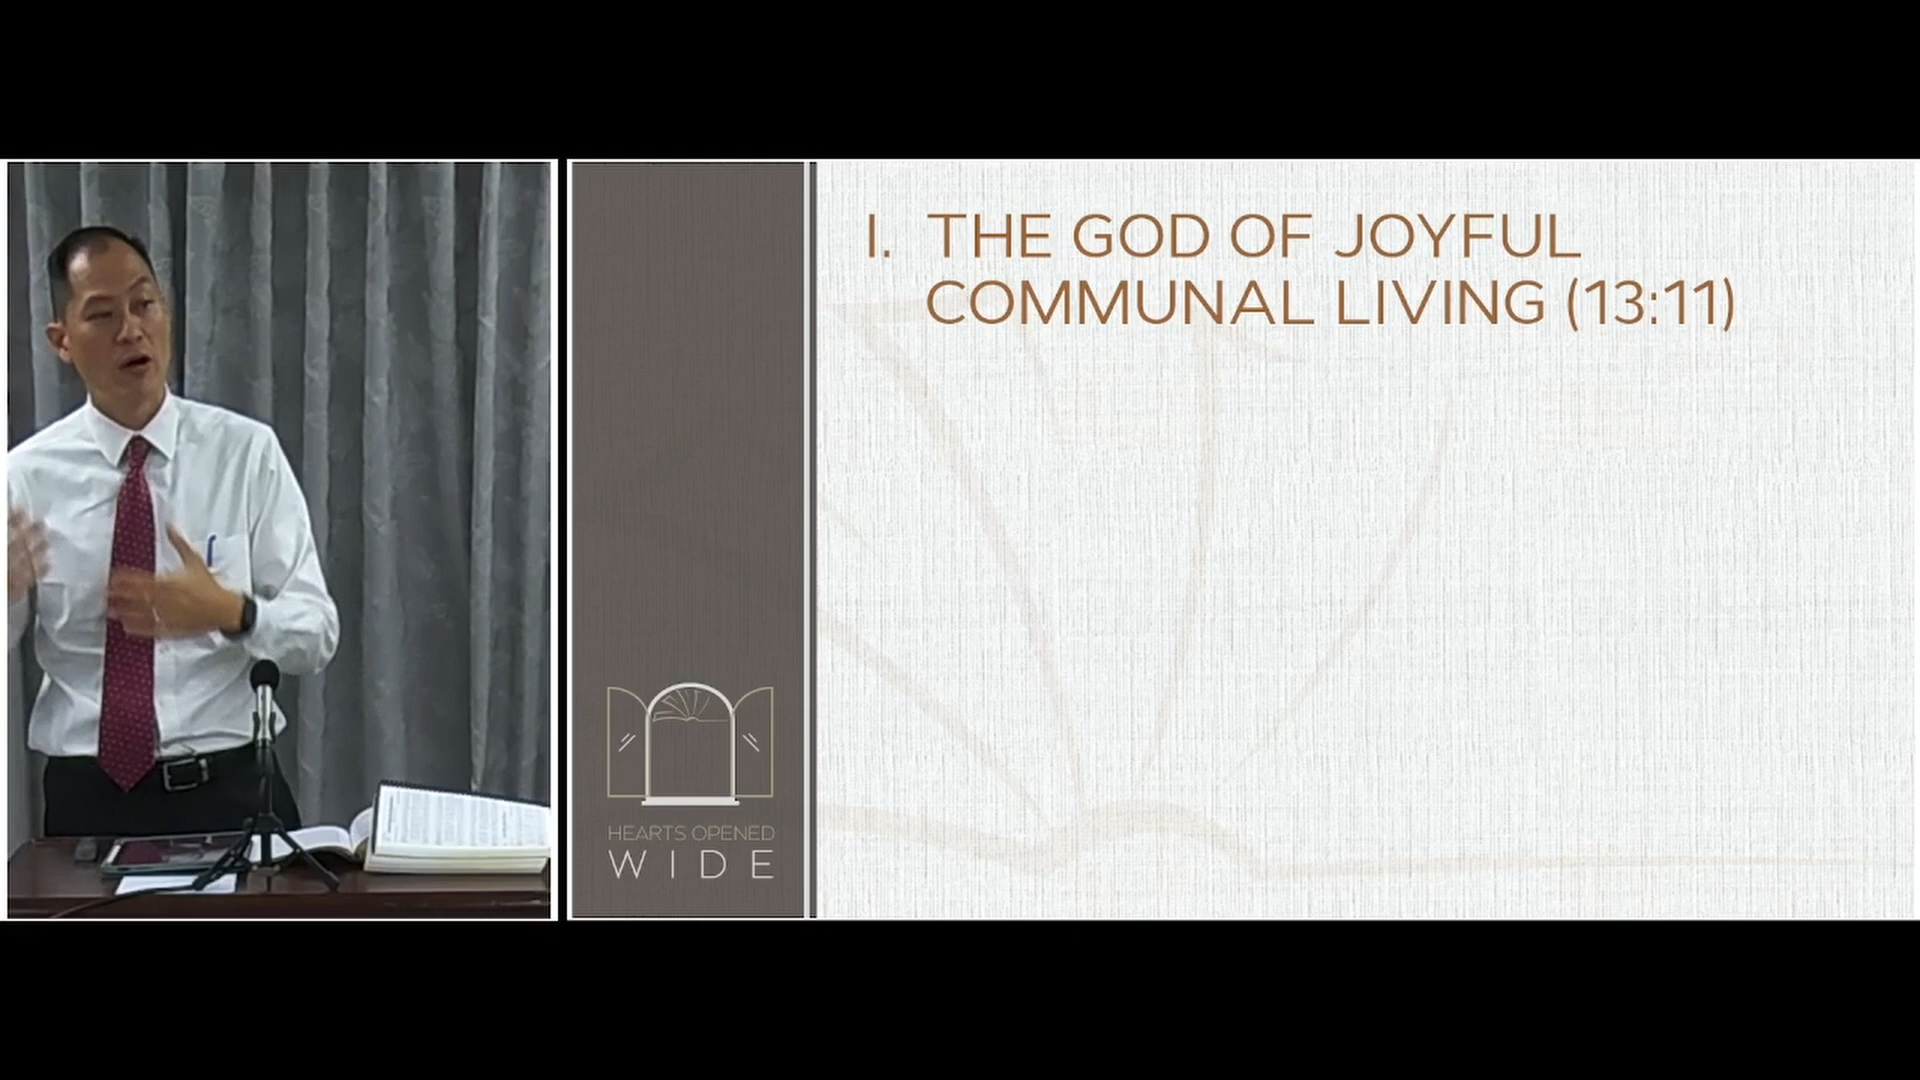 I. THE GOD OF JOYFUL
COMMUNAL LIVING (13:11)
HEARTS OPENED
WIDE